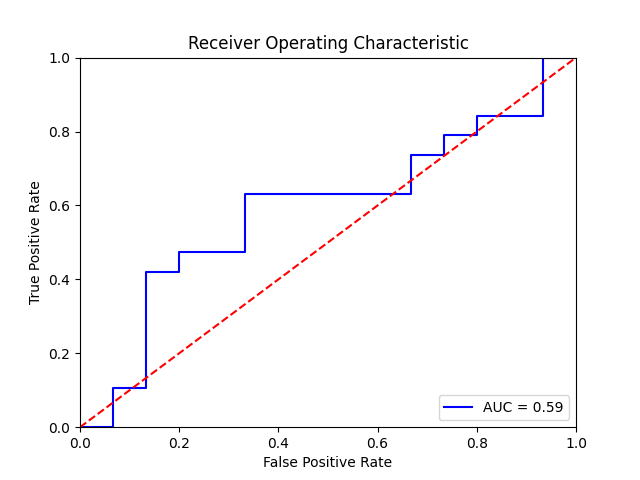 Receiver Operating Characteristic
1.0
0.8
0.6
0.4
0.2
0.0
True Positive Rate
AUC = 0.59
0.0 0.2 0.4 0.6 0.8 1.0
False Positive Rate